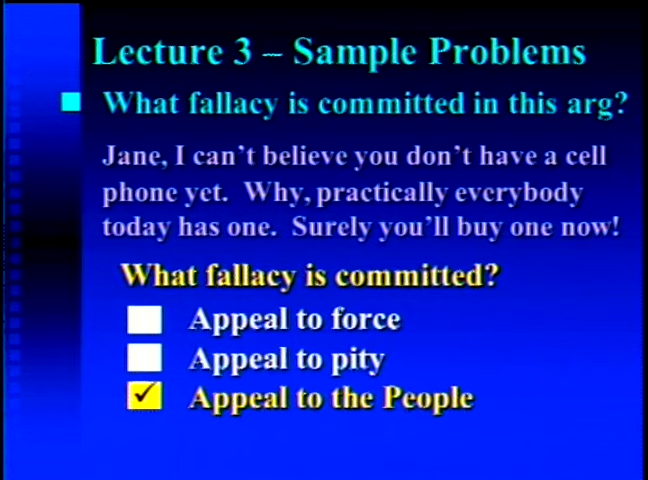 Lecture 3 – Sample Problems
What fallacy is committed in this arg?
Jane, I can't believe you don't have a cell
phone yet. Why, practically everybody
today has one. Surely you'll buy one now!
What fallacy is committed?
Appeal to force
Appeal to pity
Appeal to the People